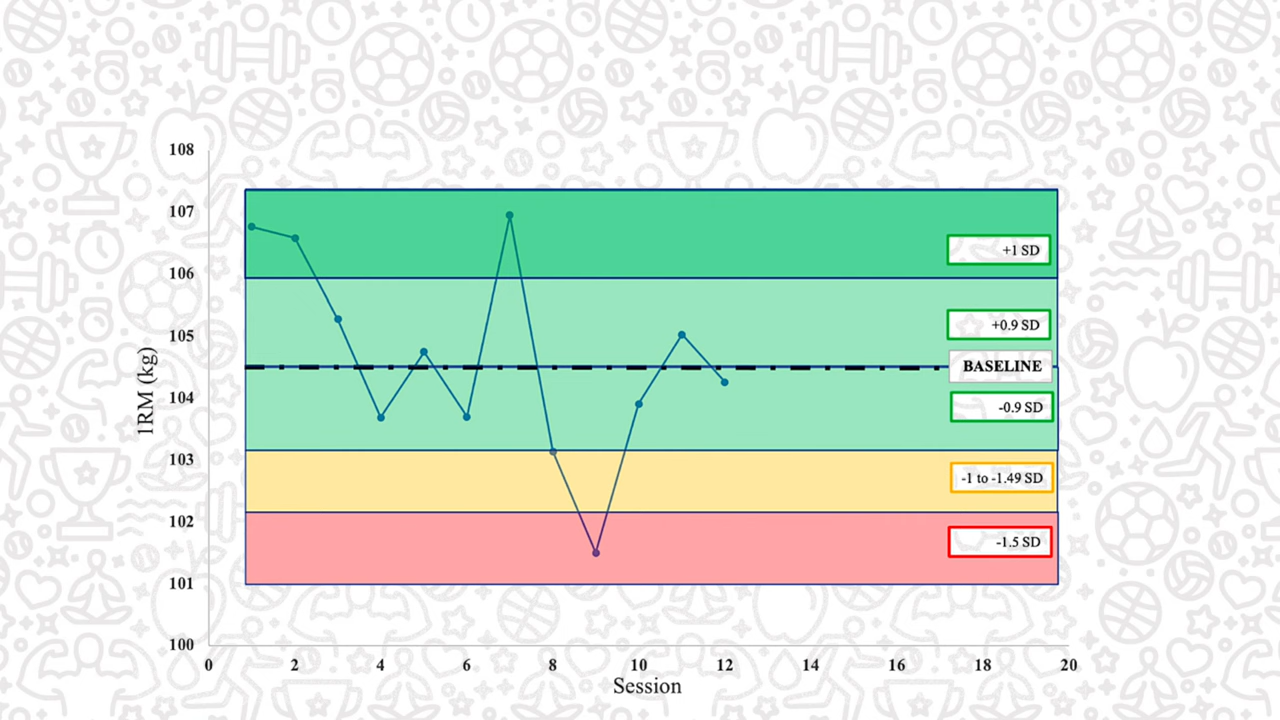 108
107
106
105
104
103
102
101
100
1RM (kg)
+1 SD
+0.9 SD
BASELINE
-0.9 SD
-1 to -1.49 SD
-1.5 SD
0 2 4 6 8 10 12 14 16 18 20
Session